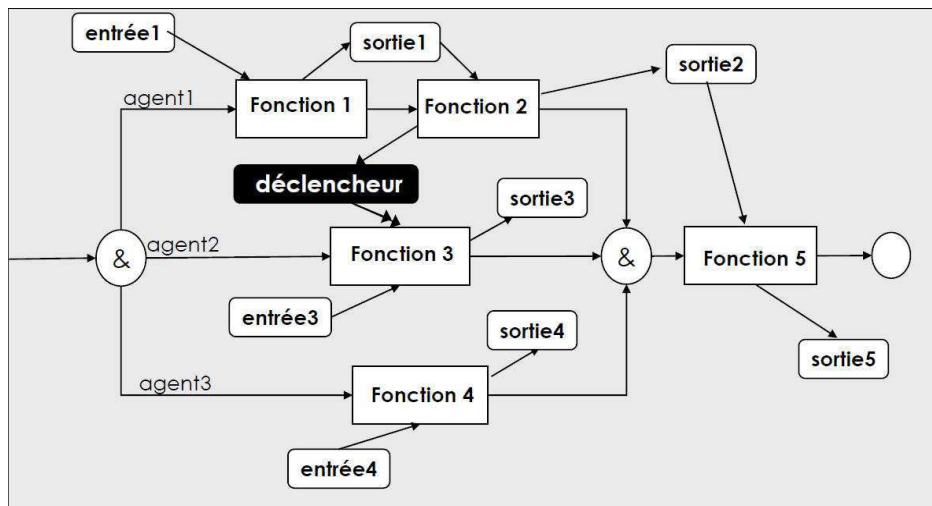 entrée1
sortie1
sortie2
agent1
Fonction 1
Fonction 2
déclencheur
sortie3
&
agent2
Fonction 3
&
Fonction 5
entrée3
sortie4
sortie5
agent3
Fonction 4
entrée4